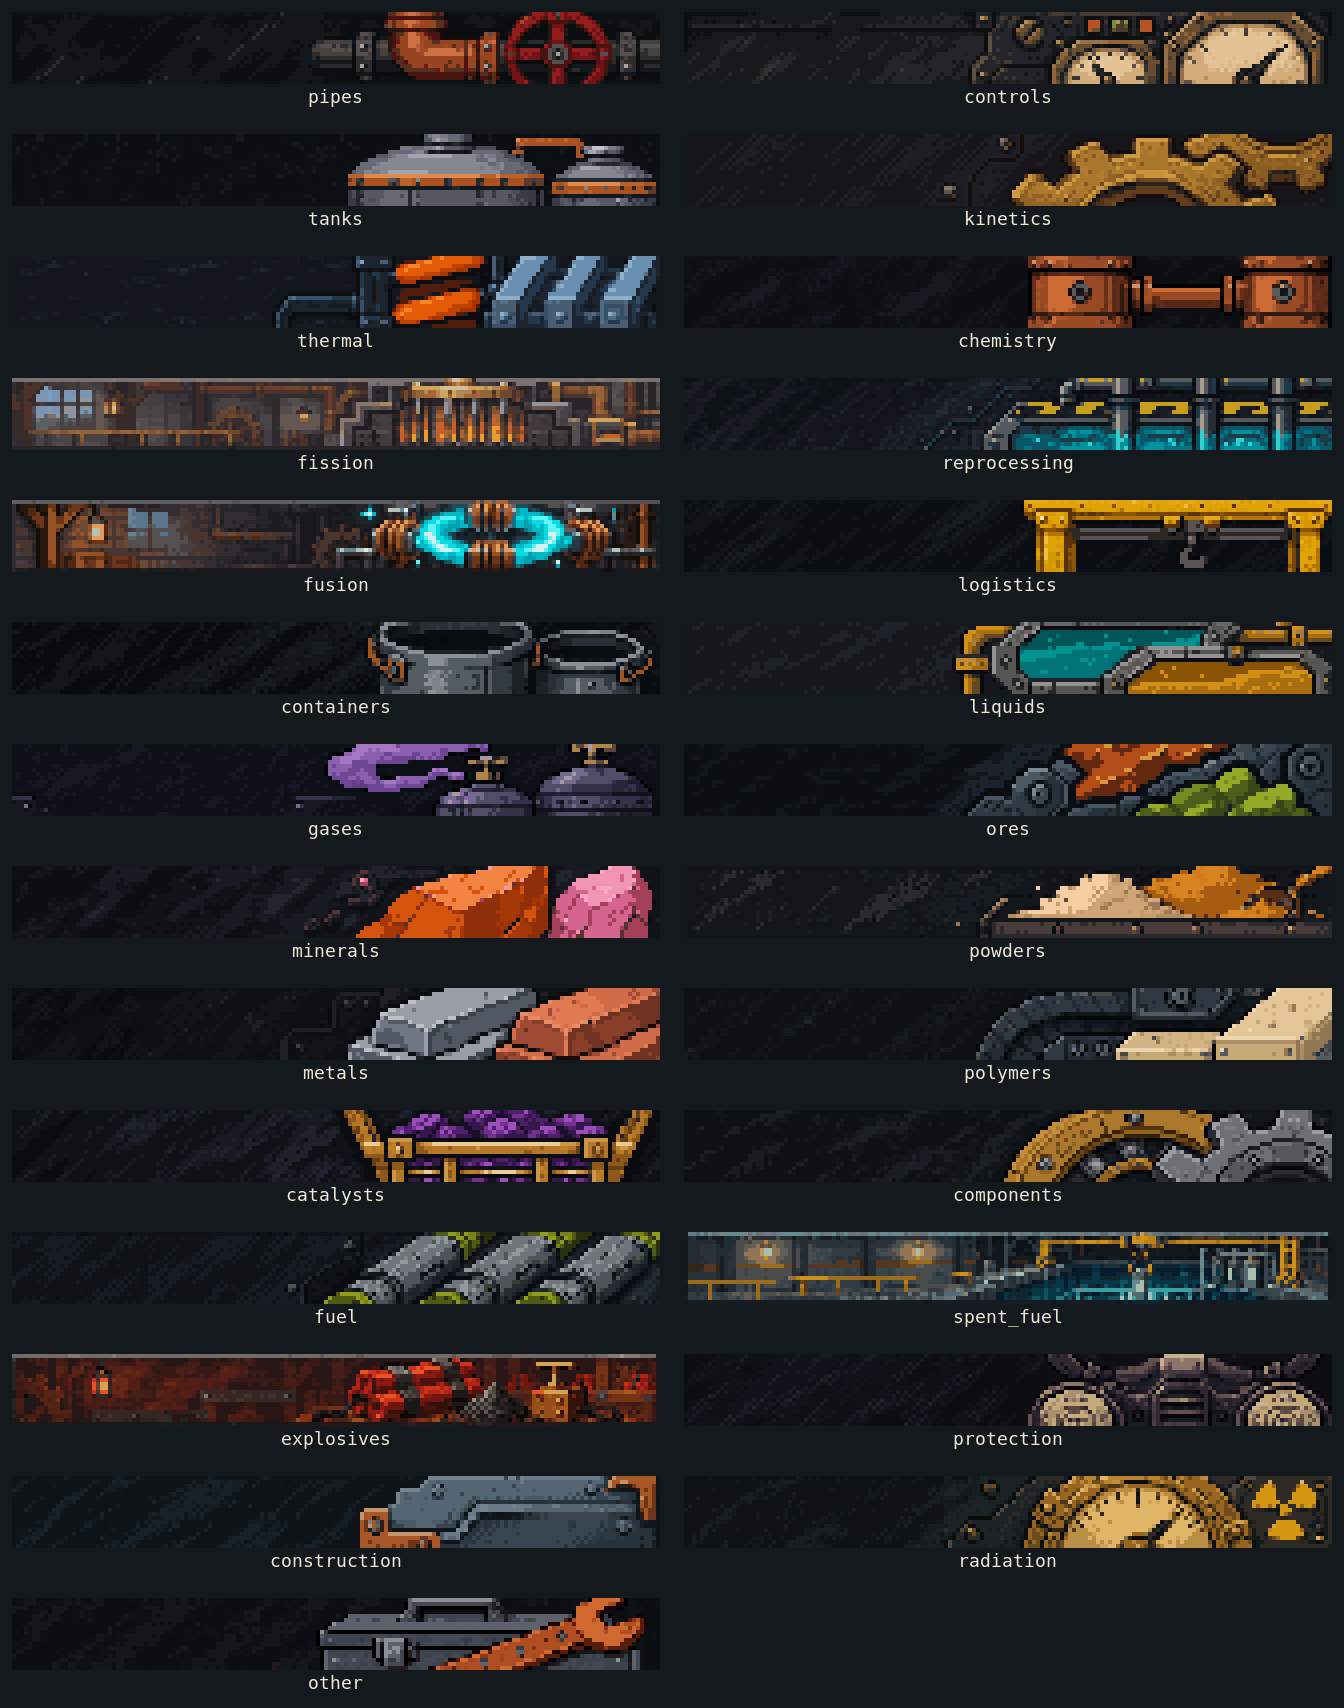 pipes
controls
tanks
kinetics
thermal
chemistry
fission
reprocessing
fusion
logistics
containers
liquids
gases
ores
minerals
powders
metals
polymers
catalysts
components
fuel
spent_fuel
explosives
protection
construction
radiation
other